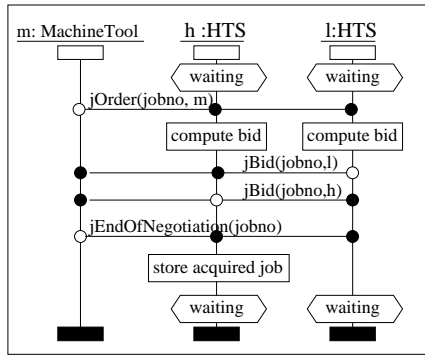 m: MachineTool h :HTS l:HTS
waiting waiting
jOrder(jobno, m)
compute bid compute bid
jBid(jobno,l)
jBid(jobno,h)
jEndOfNegotiation(jobno)
store acquired job
waiting waiting